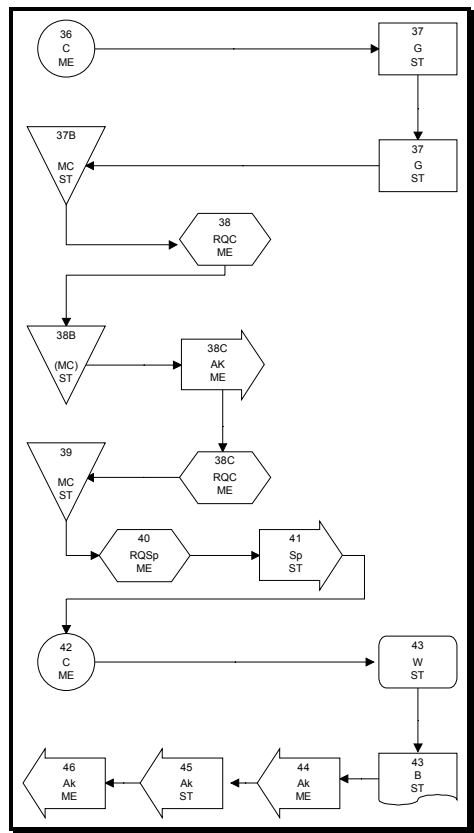 36
C
ME
37
G
ST
37
G
ST
37B
MC
ST
38
RQC
ME
38B
(MC)
ST
38C
AK
ME
38C
RQC
ME
39
MC
ST
40
RQSp
ME
41
Sp
ST
42
C
ME
43
W
ST
43
B
ST
44
Ak
ME
45
Ak
ST
46
Ak
ME